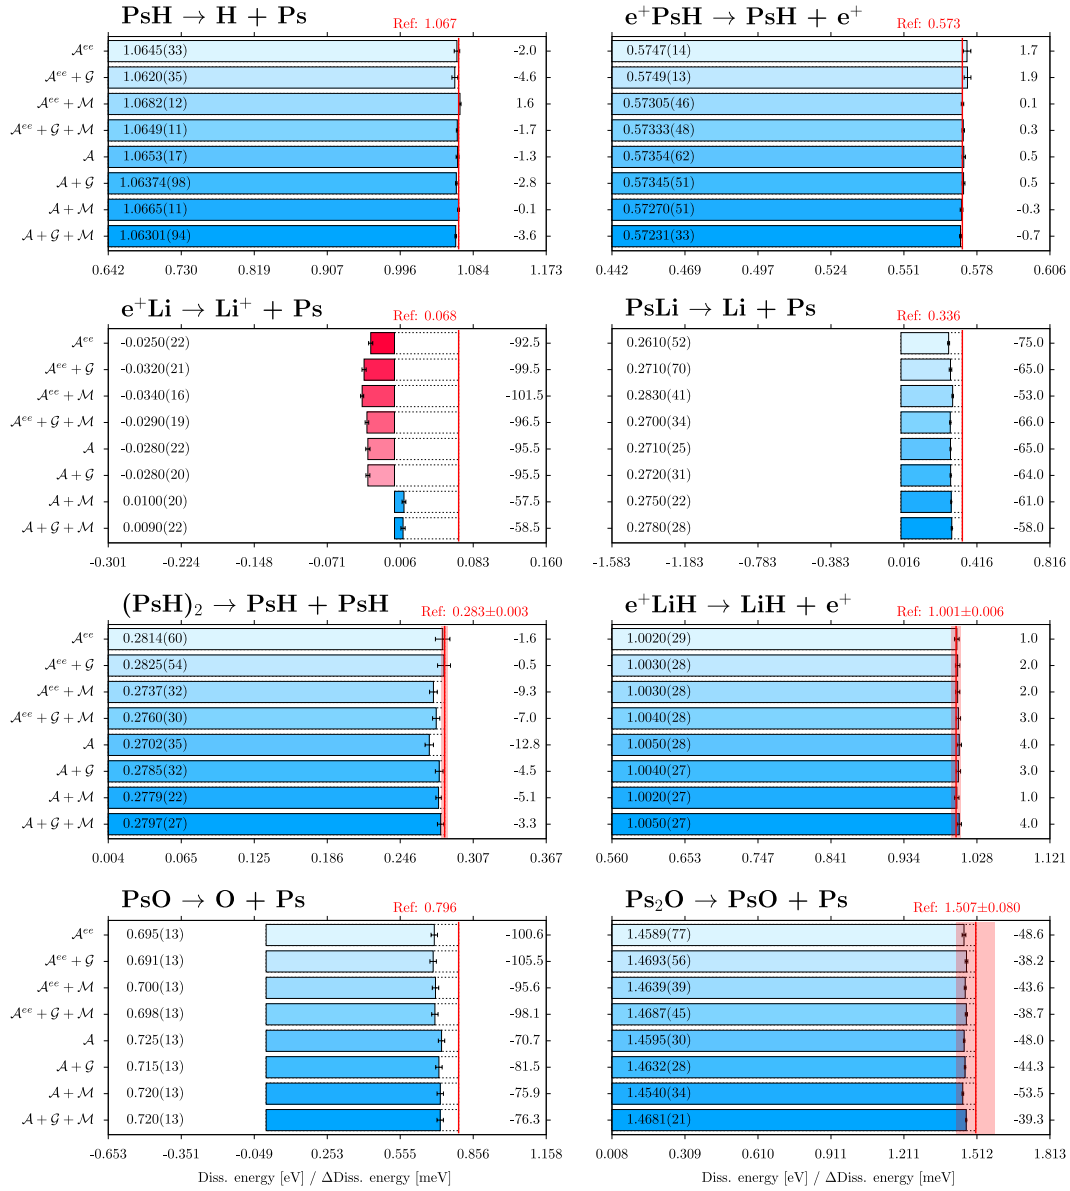 PsH → H + Ps
Ref: 1.067
𝒜ᵉᵉ 1.0645(33) -2.0
𝒜ᵉᵉ + 𝒢 1.0620(35) -4.6
𝒜ᵉᵉ + ℳ 1.0682(12) 1.6
𝒜ᵉᵉ + 𝒢 + ℳ 1.0649(11) -1.7
𝒜 1.0653(17) -1.3
𝒜 + 𝒢 1.06374(98) -2.8
𝒜 + ℳ 1.0665(11) -0.1
𝒜 + 𝒢 + ℳ 1.06301(94) -3.6
0.642 0.730 0.819 0.907 0.996 1.084 1.173
e⁺PsH → PsH + e⁺
Ref: 0.573
0.5747(14) 1.7
0.5749(13) 1.9
0.57305(46) 0.1
0.57333(48) 0.3
0.57354(62) 0.5
0.57345(51) 0.5
0.57270(51) -0.3
0.57231(33) -0.7
0.442 0.469 0.497 0.524 0.551 0.578 0.606
e⁺Li → Li⁺ + Ps
Ref: 0.068
𝒜ᵉᵉ -0.0250(22) -92.5
𝒜ᵉᵉ + 𝒢 -0.0320(21) -99.5
𝒜ᵉᵉ + ℳ -0.0340(16) -101.5
𝒜ᵉᵉ + 𝒢 + ℳ -0.0290(19) -96.5
𝒜 -0.0280(22) -95.5
𝒜 + 𝒢 -0.0280(20) -95.5
𝒜 + ℳ 0.0100(20) -57.5
𝒜 + 𝒢 + ℳ 0.0090(22) -58.5
-0.301 -0.224 -0.148 -0.071 0.006 0.083 0.160
PsLi → Li + Ps
Ref: 0.336
0.2610(52) -75.0
0.2710(70) -65.0
0.2830(41) -53.0
0.2700(34) -66.0
0.2710(25) -65.0
0.2720(31) -64.0
0.2750(22) -61.0
0.2780(28) -58.0
-1.583 -1.183 -0.783 -0.383 0.016 0.416 0.816
(PsH)₂ → PsH + PsH
Ref: 0.283±0.003
𝒜ᵉᵉ 0.2814(60) -1.6
𝒜ᵉᵉ + 𝒢 0.2825(54) -0.5
𝒜ᵉᵉ + ℳ 0.2737(32) -9.3
𝒜ᵉᵉ + 𝒢 + ℳ 0.2760(30) -7.0
𝒜 0.2702(35) -12.8
𝒜 + 𝒢 0.2785(32) -4.5
𝒜 + ℳ 0.2779(22) -5.1
𝒜 + 𝒢 + ℳ 0.2797(27) -3.3
0.004 0.065 0.125 0.186 0.246 0.307 0.367
e⁺LiH → LiH + e⁺
Ref: 1.001±0.006
1.0020(29) 1.0
1.0030(28) 2.0
1.0030(28) 2.0
1.0040(28) 3.0
1.0050(28) 4.0
1.0040(27) 3.0
1.0020(27) 1.0
1.0050(27) 4.0
0.560 0.653 0.747 0.841 0.934 1.028 1.121
PsO → O + Ps
Ref: 0.796
𝒜ᵉᵉ 0.695(13) -100.6
𝒜ᵉᵉ + 𝒢 0.691(13) -105.5
𝒜ᵉᵉ + ℳ 0.700(13) -95.6
𝒜ᵉᵉ + 𝒢 + ℳ 0.698(13) -98.1
𝒜 0.725(13) -70.7
𝒜 + 𝒢 0.715(13) -81.5
𝒜 + ℳ 0.720(13) -75.9
𝒜 + 𝒢 + ℳ 0.720(13) -76.3
-0.653 -0.351 -0.049 0.253 0.555 0.856 1.158
Diss. energy [eV] / ΔDiss. energy [meV]
Ps₂O → PsO + Ps
Ref: 1.507±0.080
1.4589(77) -48.6
1.4693(56) -38.2
1.4639(39) -43.6
1.4687(45) -38.7
1.4595(30) -48.0
1.4632(28) -44.3
1.4540(34) -53.5
1.4681(21) -39.3
0.008 0.309 0.610 0.911 1.211 1.512 1.813
Diss. energy [eV] / ΔDiss. energy [meV]